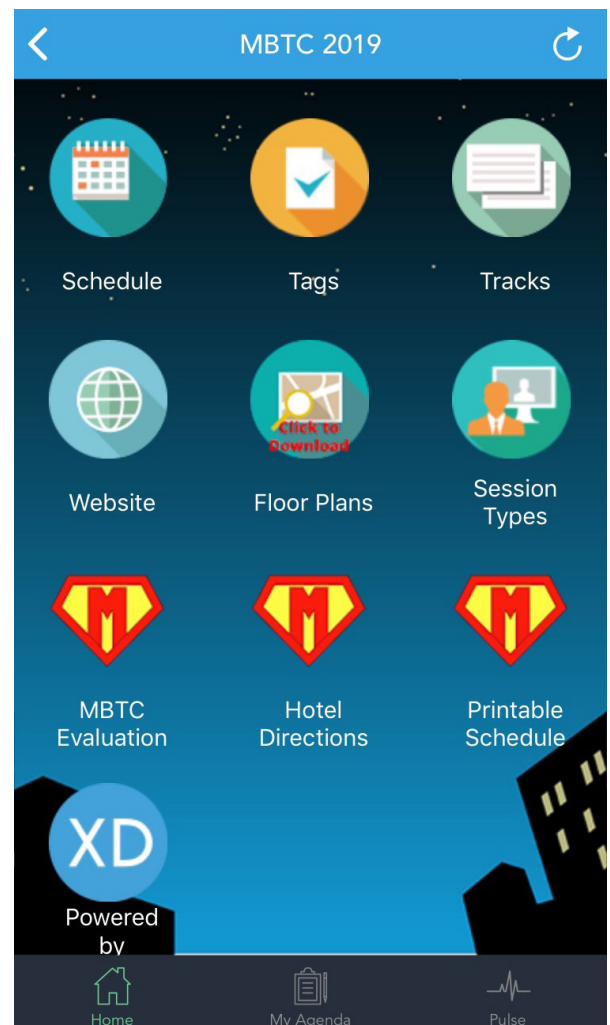 MBTC 2019
Schedule
Tags
Tracks
Click to
Download
Website
Floor Plans
Session
Types
M
M
M
MBTC
Evaluation
Hotel
Directions
Printable
Schedule
XD
Powered
by
Home
My Agenda
Pulse